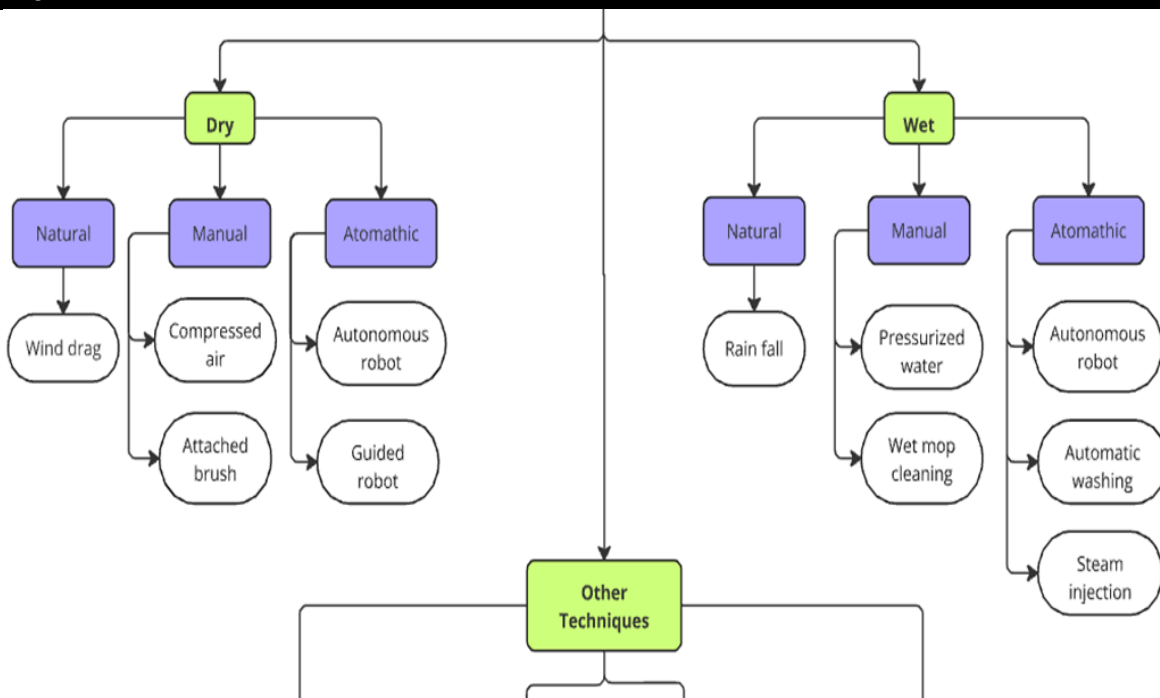 Dry
Wet
Natural
Manual
Atomathic
Natural
Manual
Atomathic
Wind drag
Compressed
air
Autonomous
robot
Rain fall
Pressurized
water
Autonomous
robot
Attached
brush
Guided
robot
Wet mop
cleaning
Automatic
washing
Steam
injection
Other
Techniques